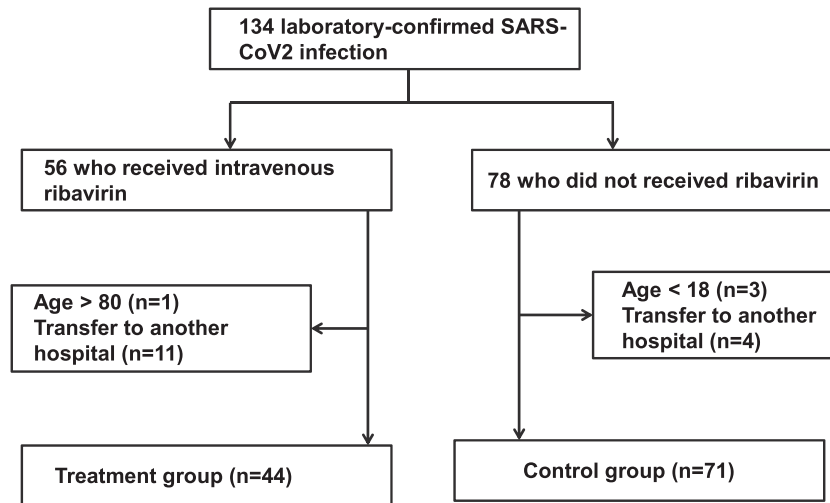 134 laboratory-confirmed SARS-
CoV2 infection
56 who received intravenous
ribavirin
78 who did not received ribavirin
Age > 80 (n=1)
Transfer to another
hospital (n=11)
Age < 18 (n=3)
Transfer to another
hospital (n=4)
Treatment group (n=44)
Control group (n=71)